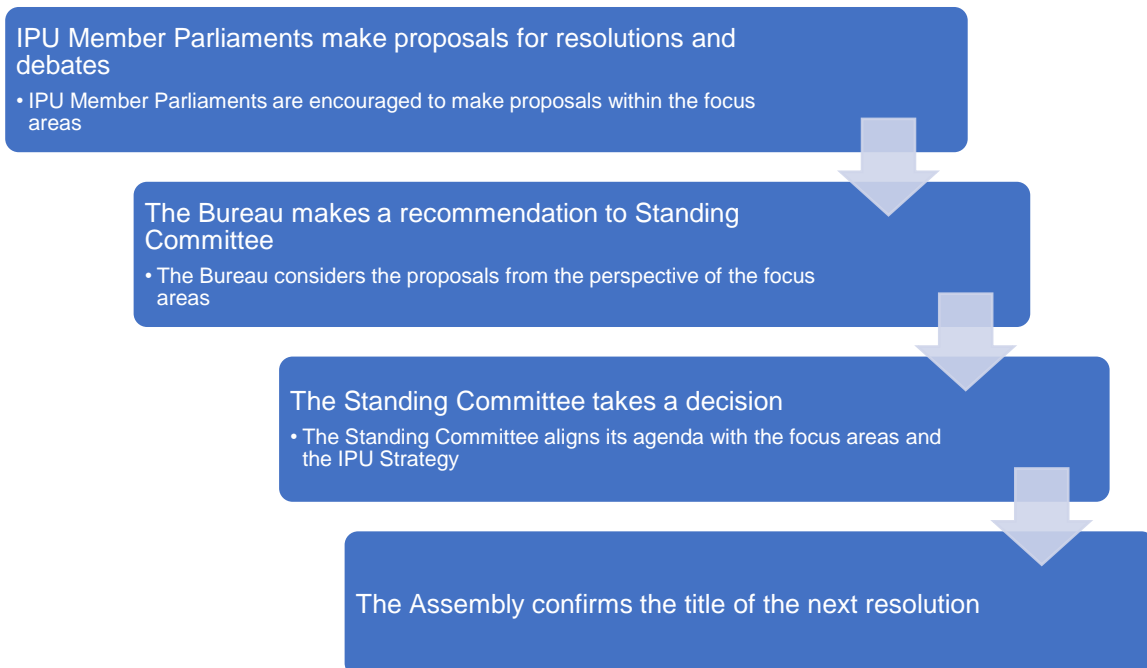 IPU Member Parliaments make proposals for resolutions and
debates
• IPU Member Parliaments are encouraged to make proposals within the focus
areas
The Bureau makes a recommendation to Standing
Committee
• The Bureau considers the proposals from the perspective of the focus
areas
The Standing Committee takes a decision
• The Standing Committee aligns its agenda with the focus areas and
the IPU Strategy
The Assembly confirms the title of the next resolution